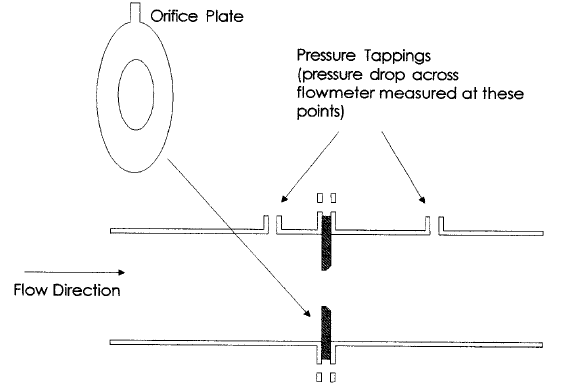 Orifice Plate
Pressure Tappings
(pressure drop across
flowmeter measured at these
points)
Flow Direction